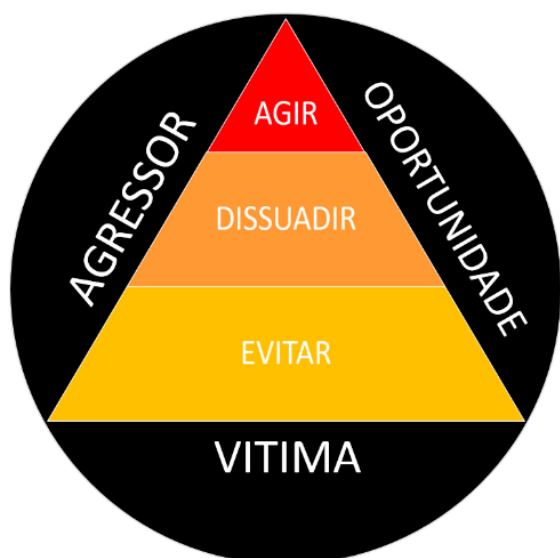 AGRESSOR
OPORTUNIDADE
AGIR
DISSUADIR
EVITAR
VITIMA